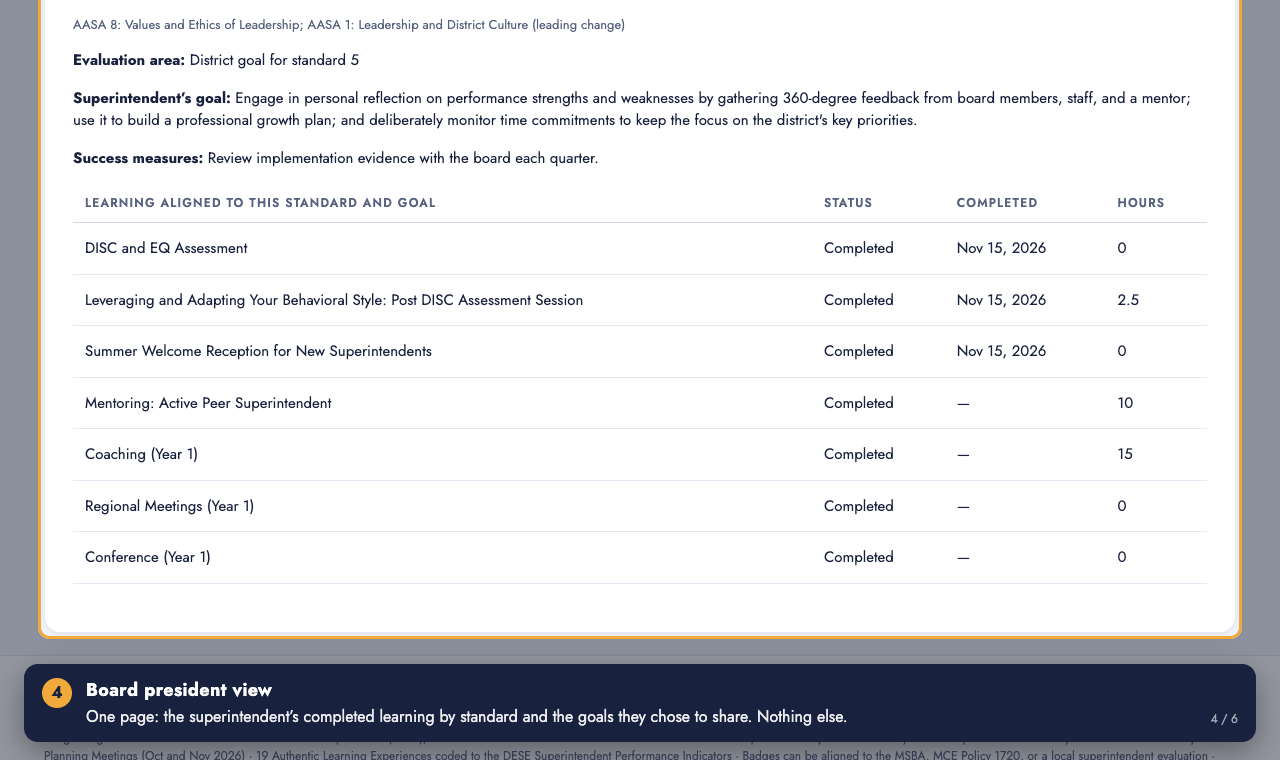 AASA 8: Values and Ethics of Leadership; AASA 1: Leadership and District Culture (leading change)
Evaluation area: District goal for standard 5
Superintendent's goal: Engage in personal reflection on performance strengths and weaknesses by gathering 360-degree feedback from board members, staff, and a mentor;
use it to build a professional growth plan; and deliberately monitor time commitments to keep the focus on the district's key priorities.
Success measures: Review implementation evidence with the board each quarter.
LEARNING ALIGNED TO THIS STANDARD AND GOAL STATUS COMPLETED HOURS
DISC and EQ Assessment Completed Nov 15, 2026 0
Leveraging and Adapting Your Behavioral Style: Post DISC Assessment Session Completed Nov 15, 2026 2.5
Summer Welcome Reception for New Superintendents Completed Nov 15, 2026 0
Mentoring: Active Peer Superintendent Completed — 10
Coaching (Year 1) Completed — 15
Regional Meetings (Year 1) Completed — 0
Conference (Year 1) Completed — 0
4 Board president view
One page: the superintendent's completed learning by standard and the goals they chose to share. Nothing else.
4 / 6
Planning Meetings (Oct and Nov 2026) · 19 Authentic Learning Experiences coded to the DESE Superintendent Performance Indicators · Badges can be aligned to the MSBA, MCE Policy 1720, or a local superintendent evaluation ·